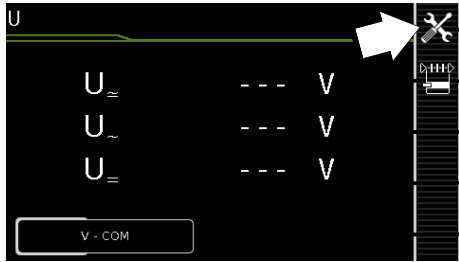 U
U≃ --- V
U~ --- V
U= --- V
V - COM